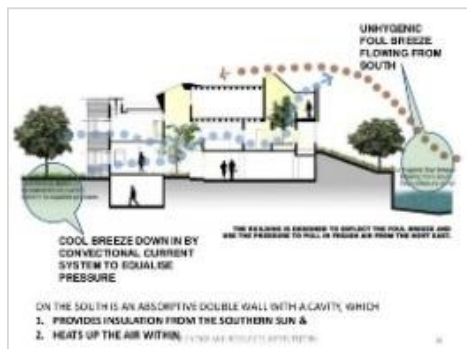 UNHYGENIC
FOUL BREEZE
FLOWING FROM
SOUTH
THE BUILDING IS DESIGNED TO DEFLECT THE FOUL BREEZE AND
USE THE PRESSURE TO PULL IN FRESH AIR FROM THE
COOL BREEZE DOWN IN BY
CONVECTIONAL CURRENT
SYSTEM TO EQUALISE
PRESSURE
ON THE SOUTH IS AN ABSORPTIVE DOUBLE WALL WITH A CAVITY, WHICH
1. PROVIDES INSULATION FROM THE SOUTHERN SUN &
2. HEATS UP THE AIR WITHIN